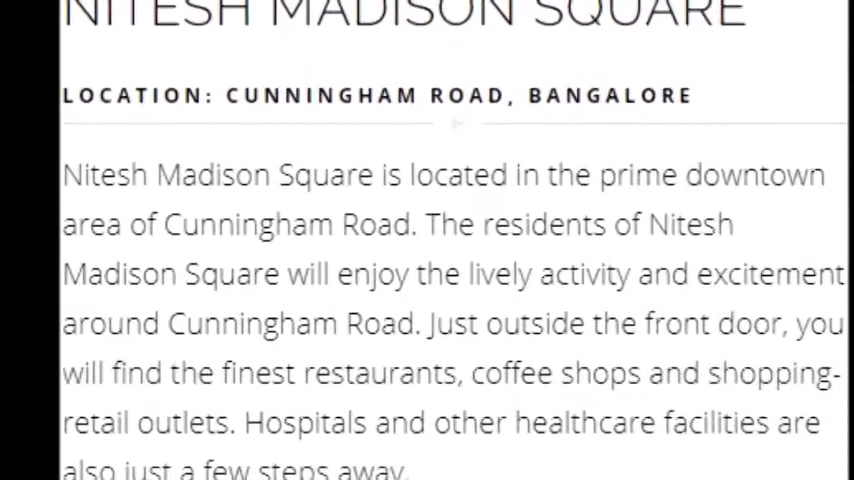 NITESH MADISON SQUARE
LOCATION: CUNNINGHAM ROAD, BANGALORE
Nitesh Madison Square is located in the prime downtown
area of Cunningham Road. The residents of Nitesh
Madison Square will enjoy the lively activity and excitement
around Cunningham Road. Just outside the front door, you
will find the finest restaurants, coffee shops and shopping-
retail outlets. Hospitals and other healthcare facilities are
also just a few steps away.